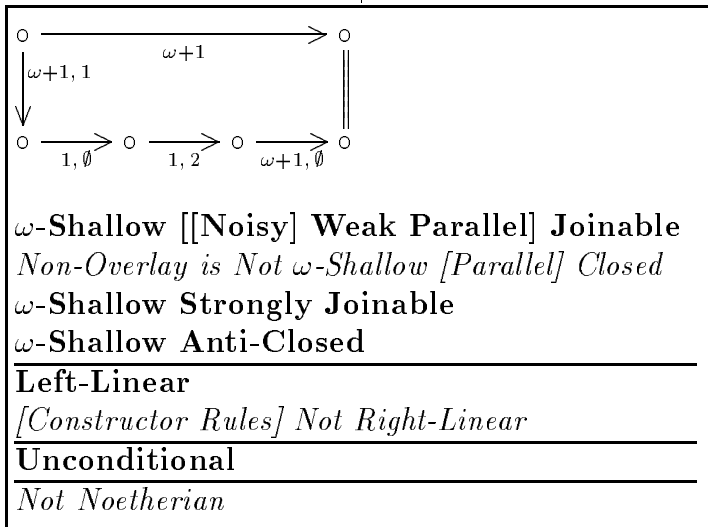 ω+1
ω+1, 1
1, ∅ 1, 2 ω+1, ∅
ω-Shallow [[Noisy] Weak Parallel] Joinable
Non-Overlay is Not ω-Shallow [Parallel] Closed
ω-Shallow Strongly Joinable
ω-Shallow Anti-Closed
Left-Linear
[Constructor Rules] Not Right-Linear
Unconditional
Not Noetherian